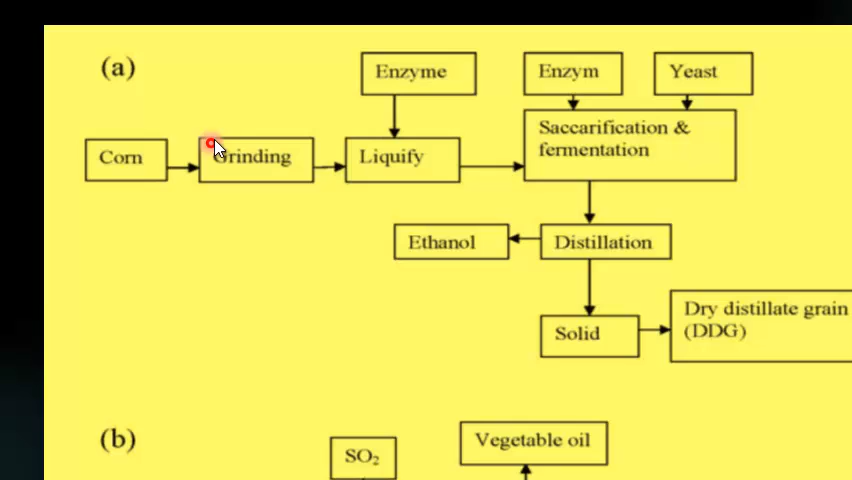 (a)
Enzyme
Enzym
Yeast
Corn
Grinding
Liquify
Saccarification &
fermentation
Ethanol
Distillation
Solid
Dry distillate grain
(DDG)
(b)
SO₂
Vegetable oil